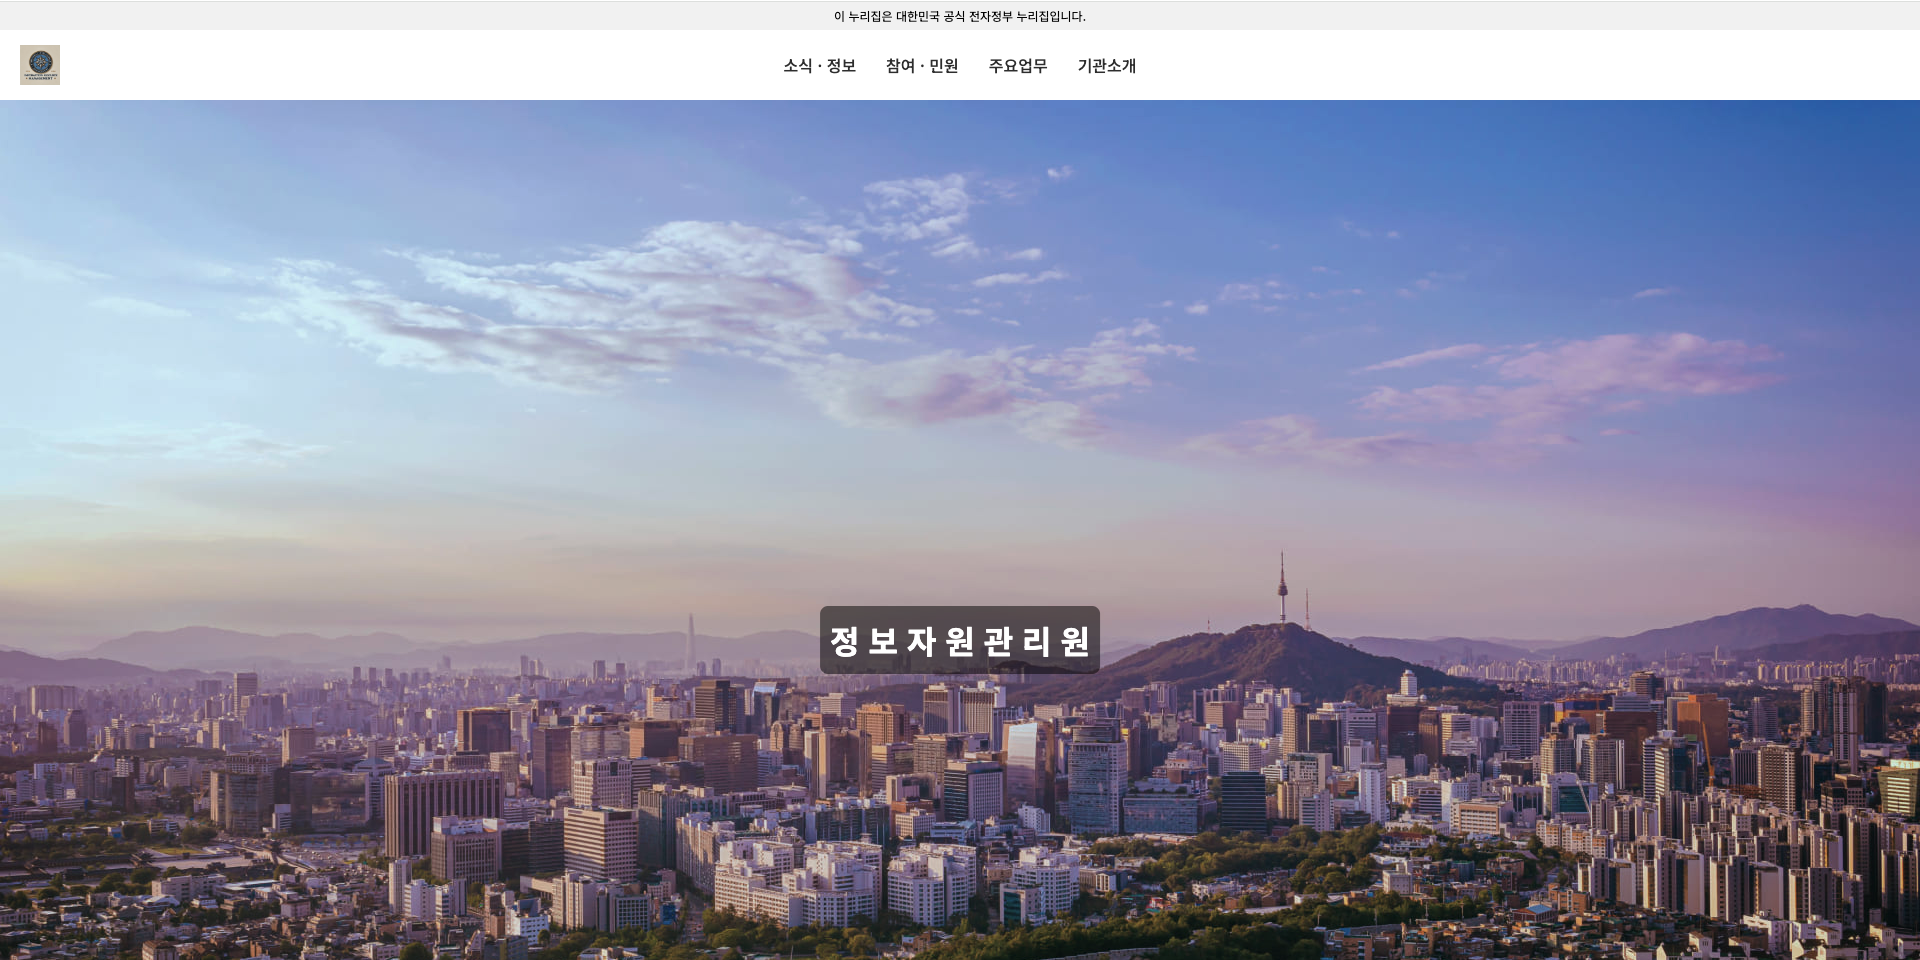 이 누리집은 대한민국 공식 전자정부 누리집입니다.
소식 · 정보 참여 · 민원 주요업무 기관소개
정보자원관리원